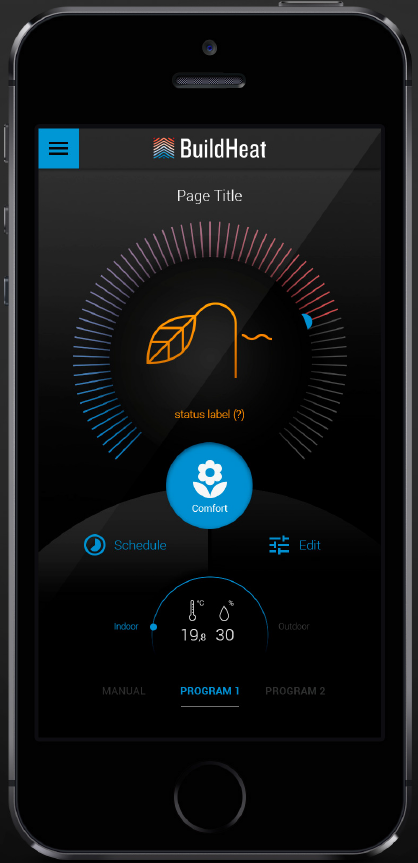 BuildHeat
Page Title
status label (?)
Comfort
Schedule
Edit
°C
%
19,8
30
Indoor
Outdoor
MANUAL
PROGRAM 1
PROGRAM 2